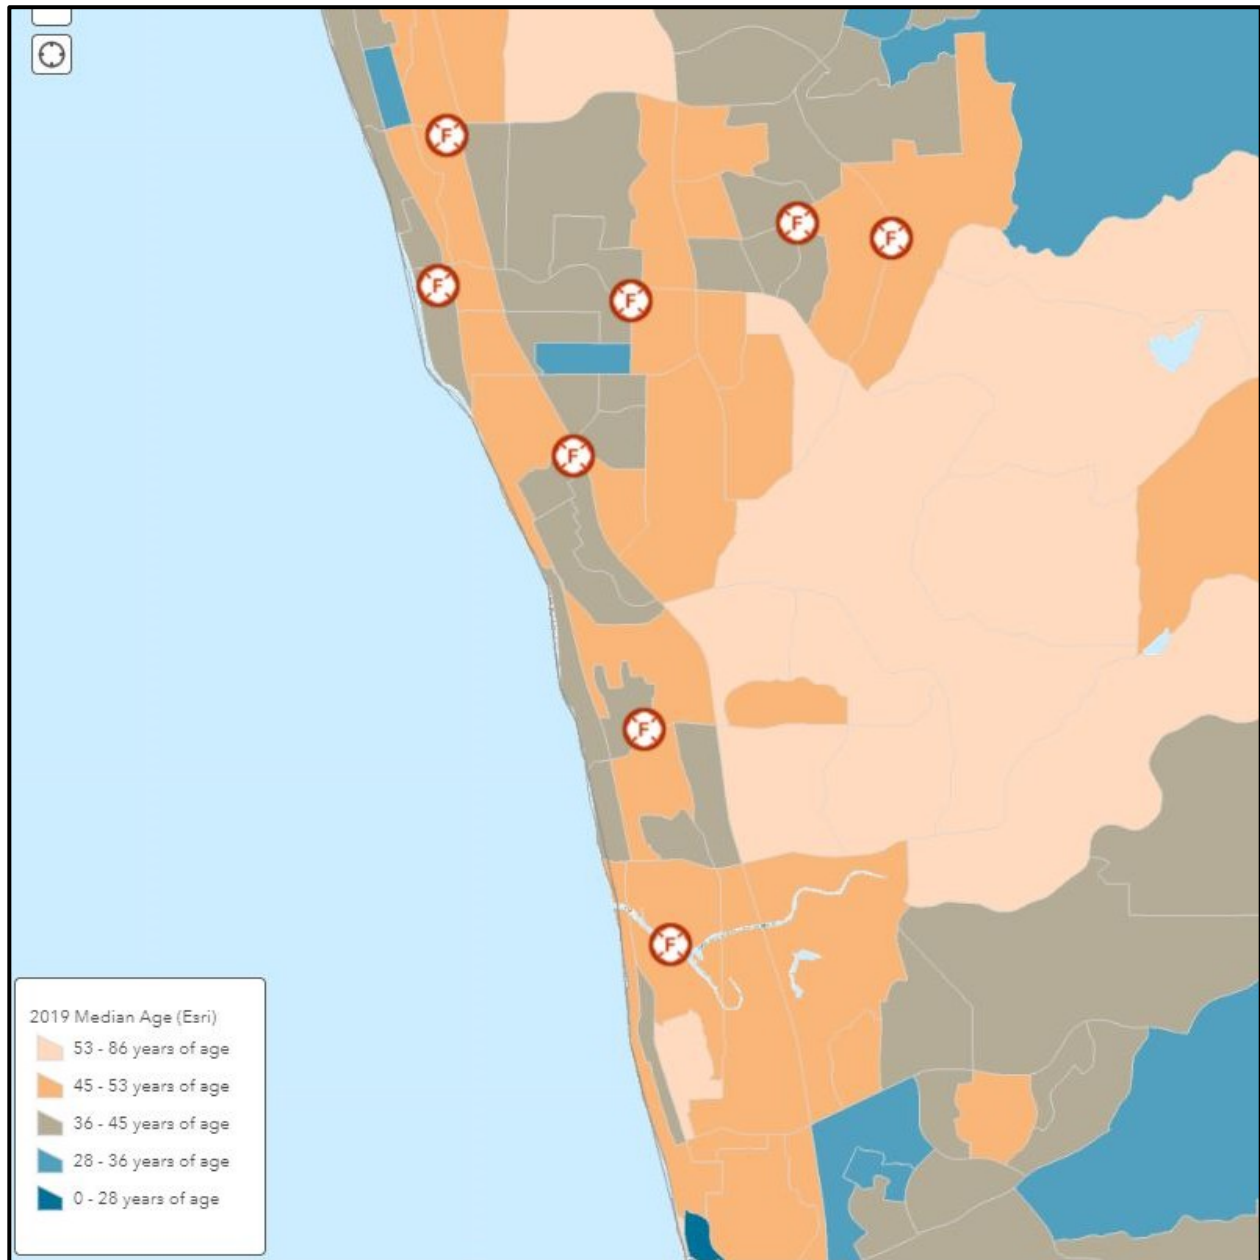 F
F
F
F
F
F
F
F
2019 Median Age (Esri)
53 - 86 years of age
45 - 53 years of age
36 - 45 years of age
28 - 36 years of age
0 - 28 years of age